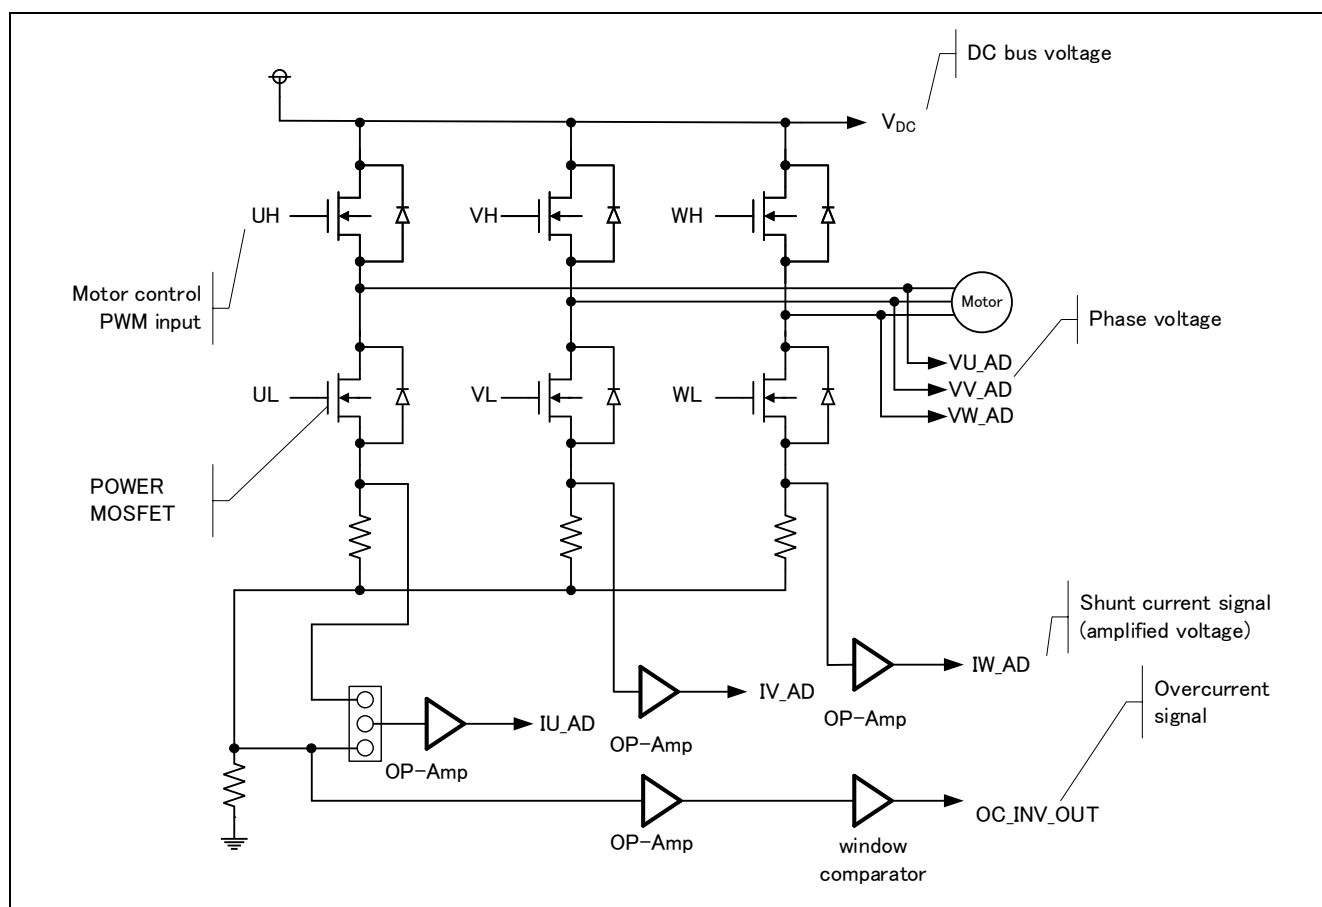 DC bus voltage
VDC
UH
VH
WH
Motor control
PWM input
Motor
Phase voltage
VU_AD
VV_AD
VW_AD
UL
VL
WL
POWER
MOSFET
Shunt current signal
(amplified voltage)
IW_AD
OP-Amp
IV_AD
OP-Amp
IU_AD
OP-Amp
Overcurrent
signal
OC_INV_OUT
OP-Amp
window
comparator